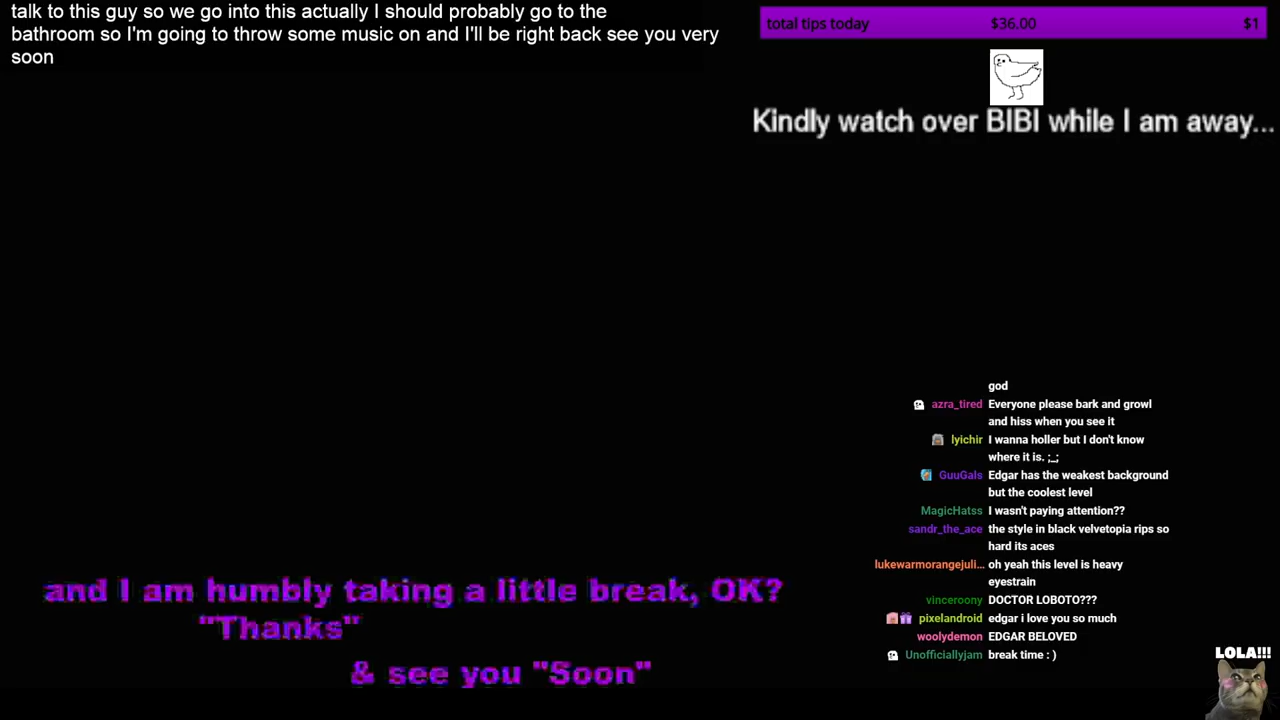 talk to this guy so we go into this actually I should probably go to the
bathroom so I'm going to throw some music on and I'll be right back see you very
soon
total tips today $36.00 $1
Kindly watch over BIBI while I am away...
god
azra_tired Everyone please bark and growl
and hiss when you see it
lyichir I wanna holler but I don't know
where it is. ;_;
GuuGals Edgar has the weakest background
but the coolest level
MagicHatss I wasn't paying attention??
sandr_the_ace the style in black velvetopia rips so
hard its aces
lukewarmorangejuli... oh yeah this level is heavy
eyestrain
vinceroony DOCTOR LOBOTO???
pixelandroid edgar i love you so much
woolydemon EDGAR BELOVED
Unofficiallyjam break time : )
and I am humbly taking a little break, OK?
"Thanks"
& see you "Soon"
LOLA!!!